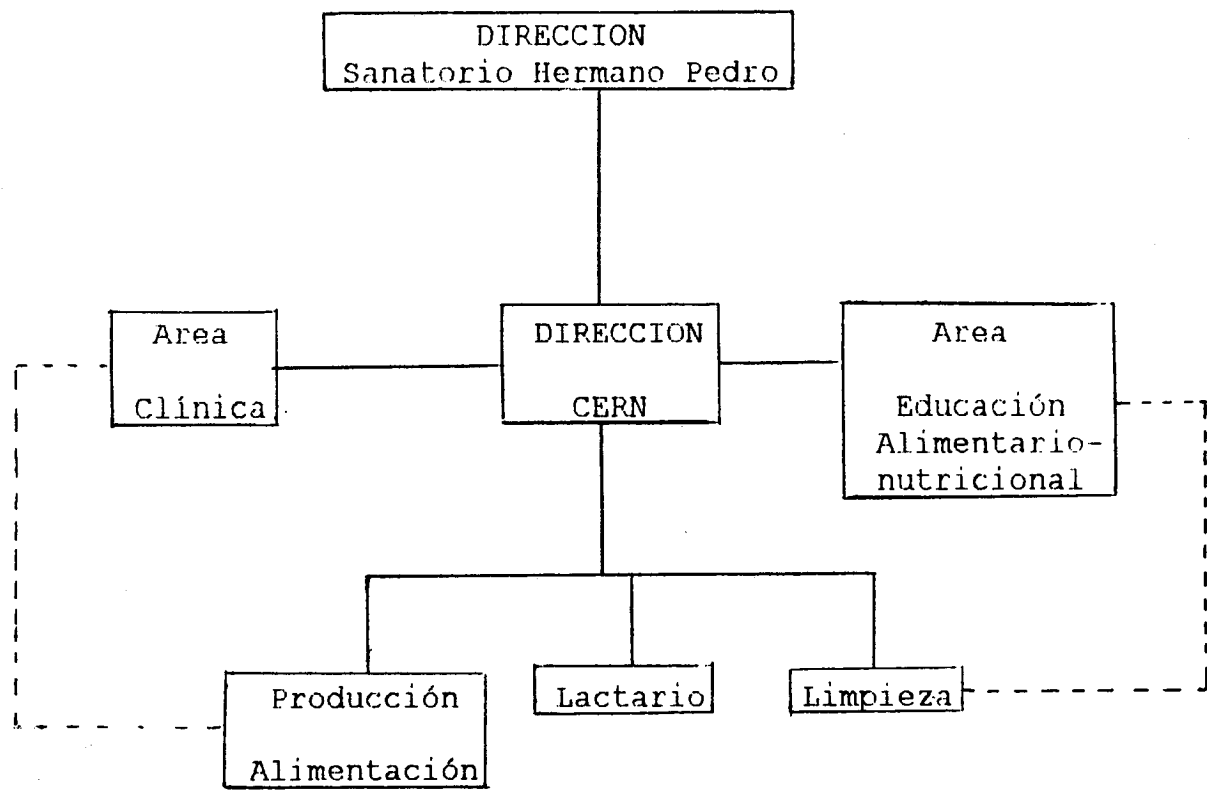 DIRECCION
Sanatorio Hermano Pedro
Area
Clínica
DIRECCION
CERN
Area
Educación
Alimentario-
nutricional
Producción
Alimentación
Lactario
Limpieza